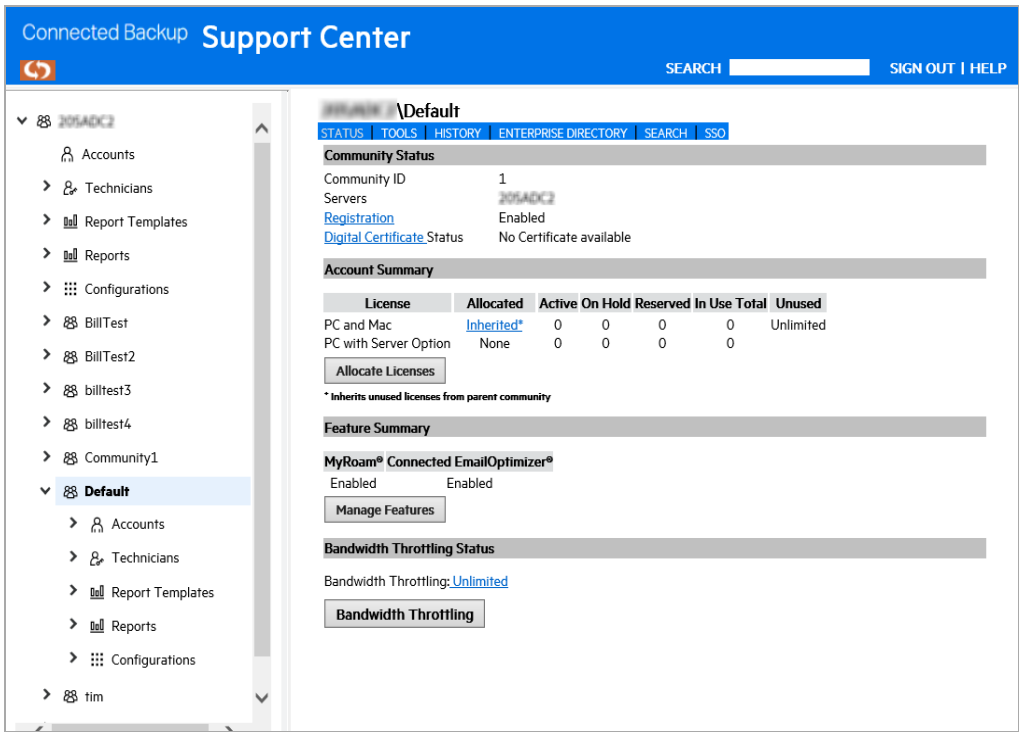 Connected Backup Support Center
SEARCH SIGN OUT | HELP
205ADC2
Accounts
Technicians
Report Templates
Reports
Configurations
BillTest
BillTest2
billtest3
billtest4
Community1
Default
Accounts
Technicians
Report Templates
Reports
Configurations
tim
\Default
STATUS | TOOLS | HISTORY | ENTERPRISE DIRECTORY | SEARCH | SSO
Community Status
Community ID 1
Servers 205ADC2
Registration Enabled
Digital Certificate Status No Certificate available
Account Summary
License Allocated Active On Hold Reserved In Use Total Unused
PC and Mac Inherited* 0 0 0 0 Unlimited
PC with Server Option None 0 0 0 0
Allocate Licenses
* Inherits unused licenses from parent community
Feature Summary
MyRoam® Connected EmailOptimizer®
Enabled Enabled
Manage Features
Bandwidth Throttling Status
Bandwidth Throttling: Unlimited
Bandwidth Throttling